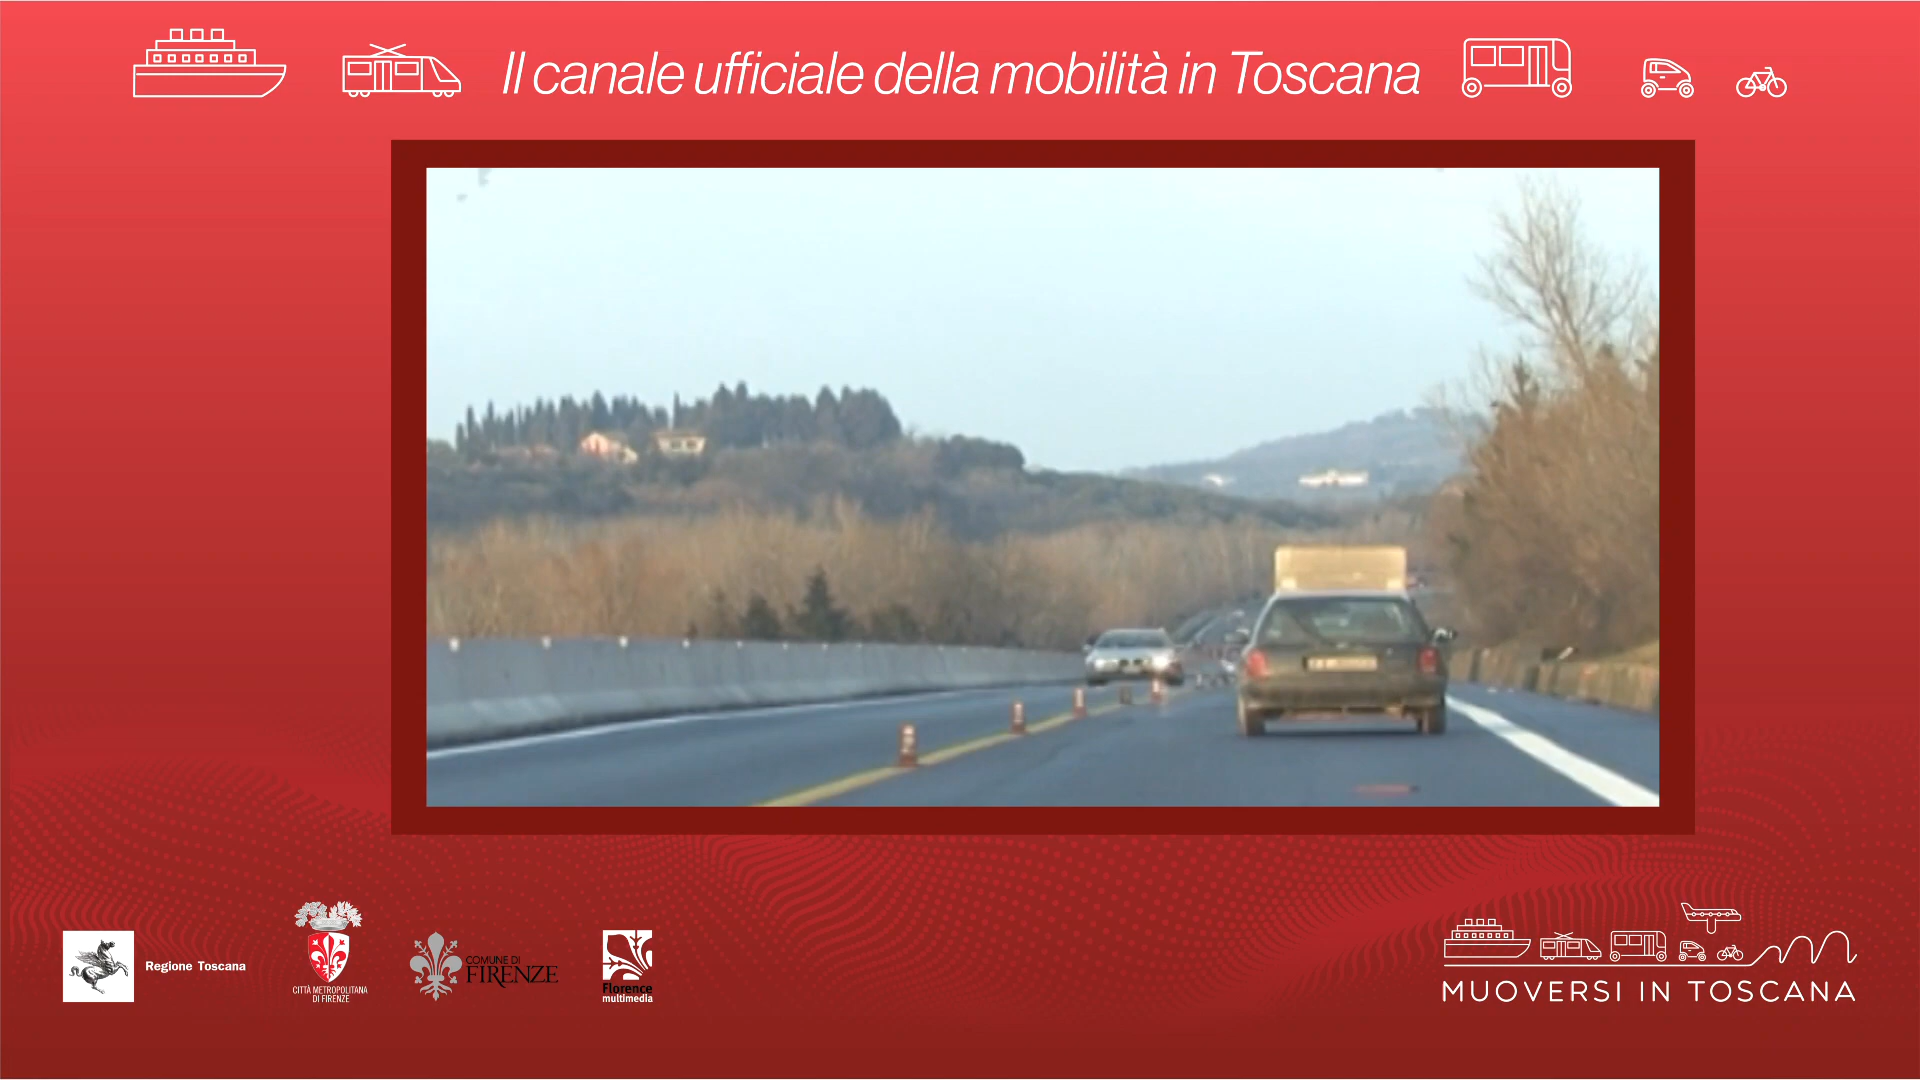 Il canale ufficiale della mobilità in Toscana
Regione Toscana
CITTÀ METROPOLITANA
DI FIRENZE
COMUNE DI
FIRENZE
Florence
multimedia
MUOVERSI IN TOSCANA